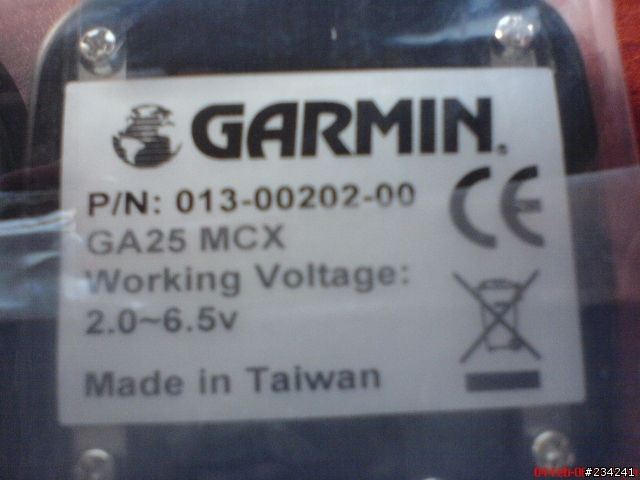 GARMIN.
P/N: 013-00202-00
GA25 MCX
Working Voltage:
2.0~6.5v
Made in Taiwan
CE
#234241